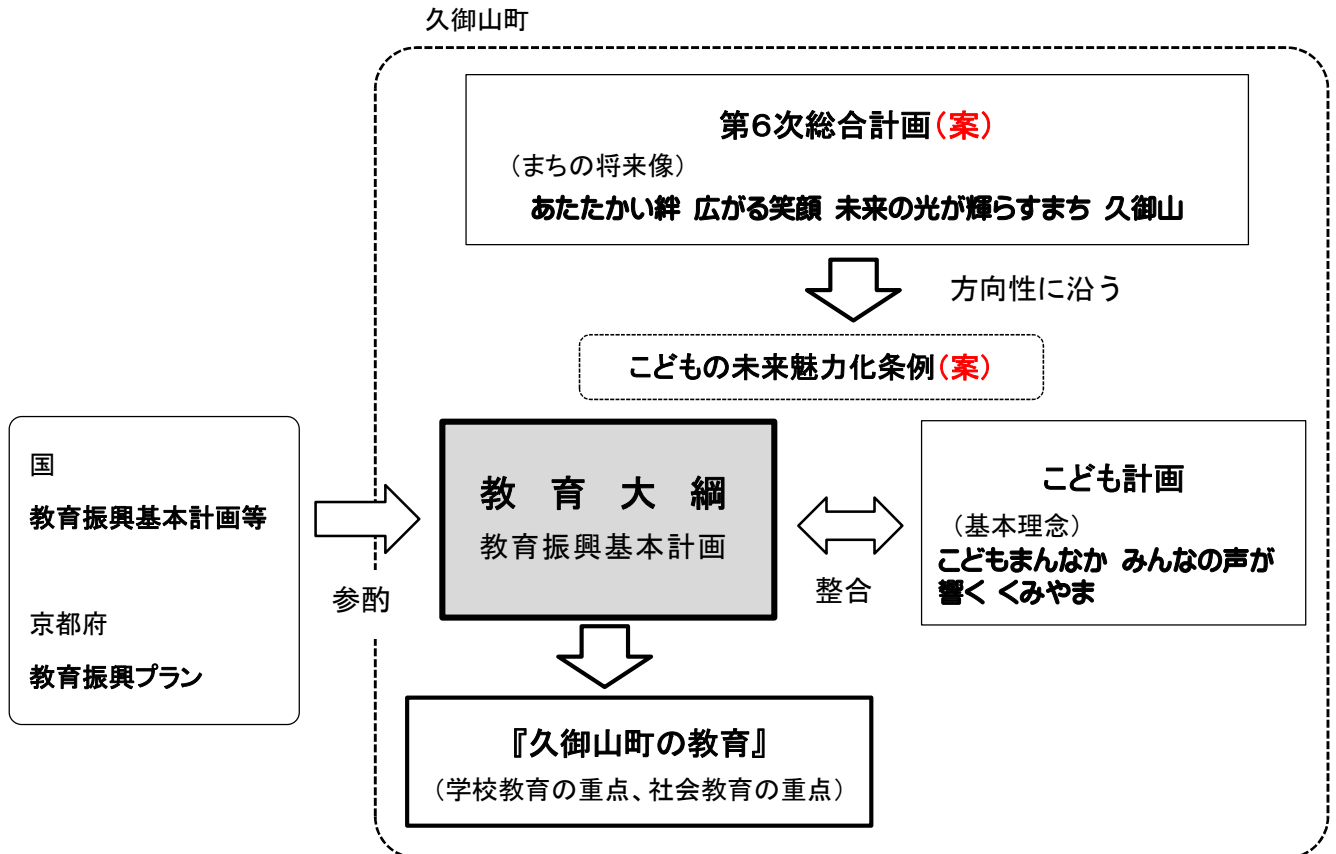 久御山町
第6次総合計画(案)
(まちの将来像)
あたたかい絆 広がる笑顔 未来の光が輝らすまち 久御山
方向性に沿う
こどもの未来魅力化条例(案)
国
教育振興基本計画等
京都府
教育振興プラン
参酌
教育大綱
教育振興基本計画
整合
こども計画
(基本理念)
こどもまんなか みんなの声が
響く くみやま
『久御山町の教育』
(学校教育の重点、社会教育の重点)